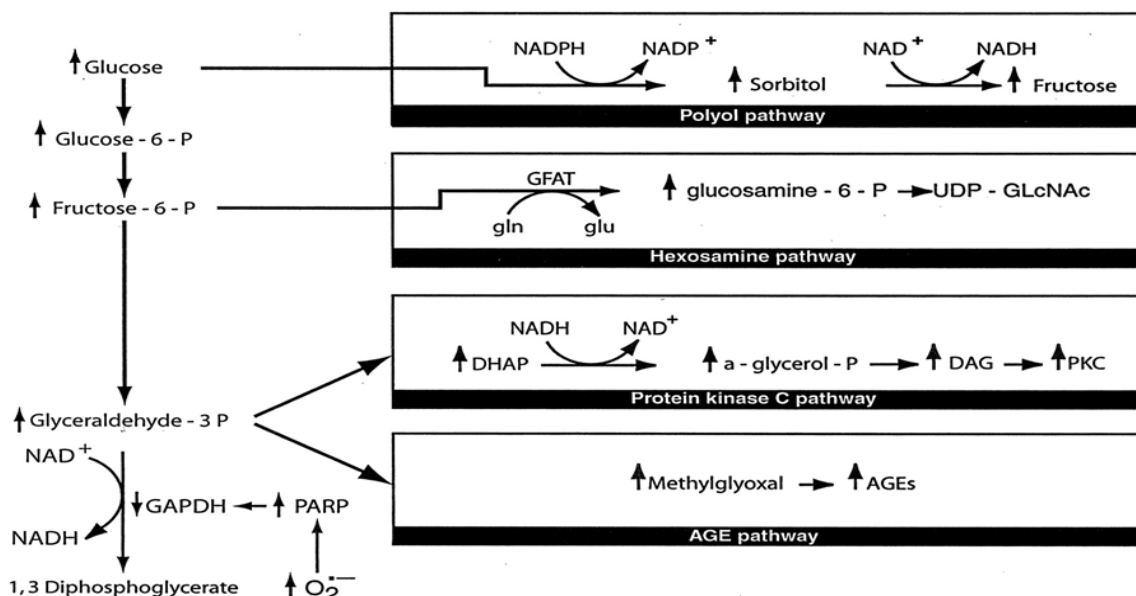 Glucose
Glucose - 6 - P
Fructose - 6 - P
Glyceraldehyde - 3 P
NAD+
NADH
GAPDH
PARP
O2•−
1,3 Diphosphoglycerate
NADPH
NADP+
NAD+
NADH
Sorbitol
Fructose
Polyol pathway
GFAT
gln
glu
glucosamine - 6 - P
UDP - GLcNAc
Hexosamine pathway
NADH
NAD+
DHAP
a - glycerol - P
DAG
PKC
Protein kinase C pathway
Methylglyoxal
AGEs
AGE pathway